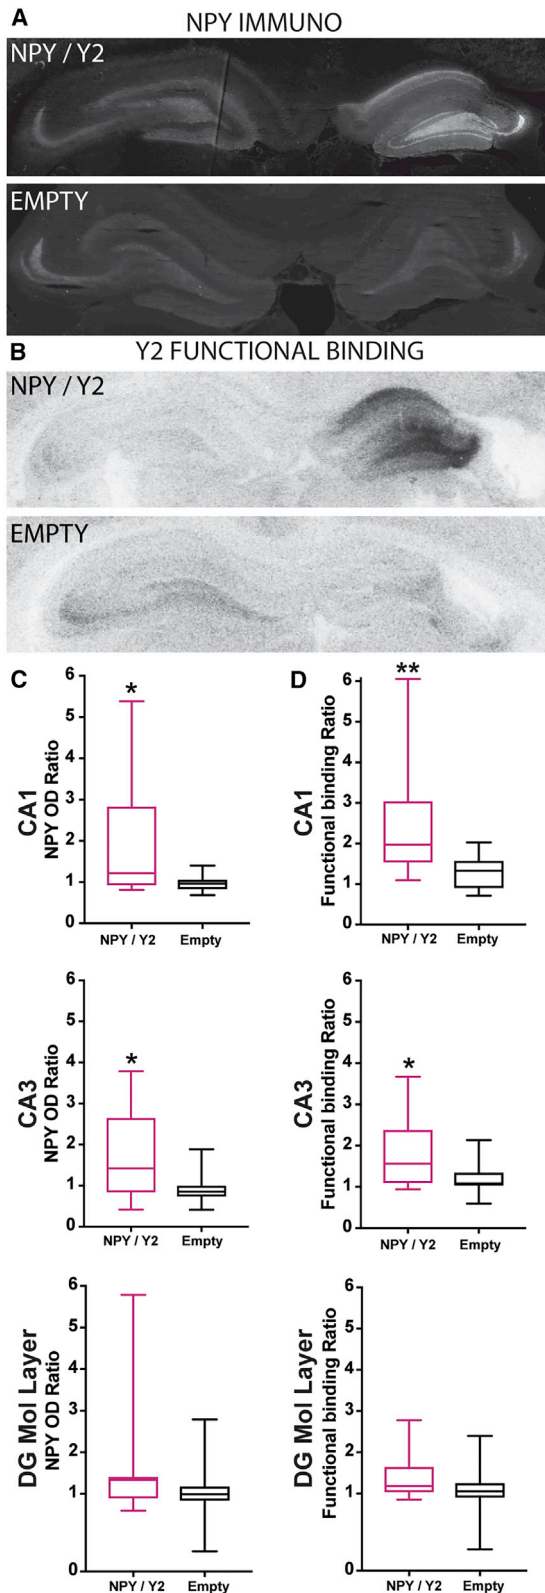 A
NPY IMMUNO
NPY / Y2
EMPTY
B
Y2 FUNCTIONAL BINDING
NPY / Y2
EMPTY
C
CA1
NPY OD Ratio
6
5
3
2
1
0
*
NPY / Y2 Empty
D
CA1
Functional binding Ratio
6
5
3
2
1
0
**
NPY / Y2 Empty
CA3
NPY OD Ratio
6
5
4
3
2
1
0
*
NPY / Y2 Empty
CA3
Functional binding Ratio
6
5
4
3
2
1
0
*
NPY / Y2 Empty
DG Mol Layer
NPY OD Ratio
6
5
4
3
2
1
0
NPY / Y2 Empty
DG Mol Layer
Functional binding Ratio
6
5
4
3
2
1
0
NPY / Y2 Empty